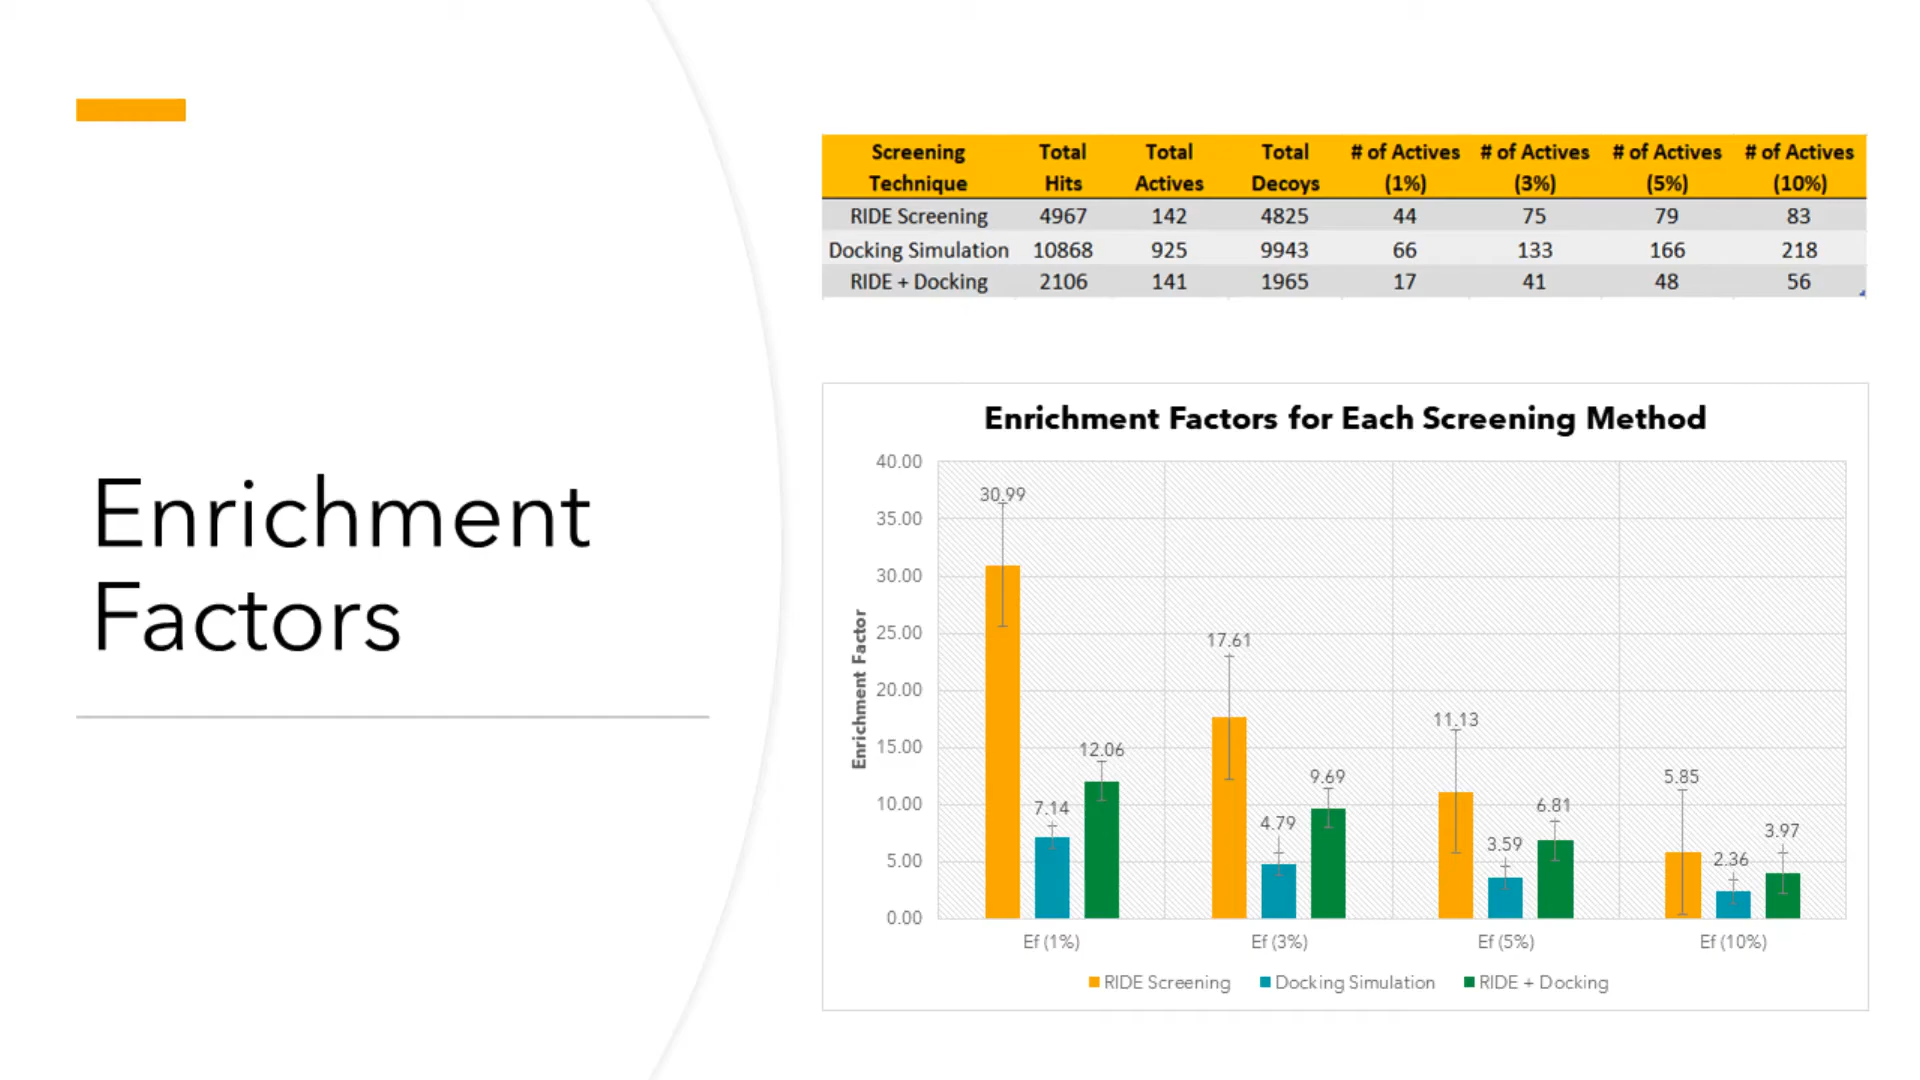 Enrichment
Factors
Screening Technique | Total Hits | Total Actives | Total Decoys | # of Actives (1%) | # of Actives (3%) | # of Actives (5%) | # of Actives (10%)
RIDE Screening | 4967 | 142 | 4825 | 44 | 75 | 79 | 83
Docking Simulation | 10868 | 925 | 9943 | 66 | 133 | 166 | 218
RIDE + Docking | 2106 | 141 | 1965 | 17 | 41 | 48 | 56
Enrichment Factors for Each Screening Method
Enrichment Factor
40.00
35.00
30.00
25.00
20.00
15.00
10.00
5.00
0.00
30.99
7.14
12.06
17.61
4.79
9.69
11.13
3.59
6.81
5.85
2.36
3.97
Ef (1%) Ef (3%) Ef (5%) Ef (10%)
RIDE Screening Docking Simulation RIDE + Docking